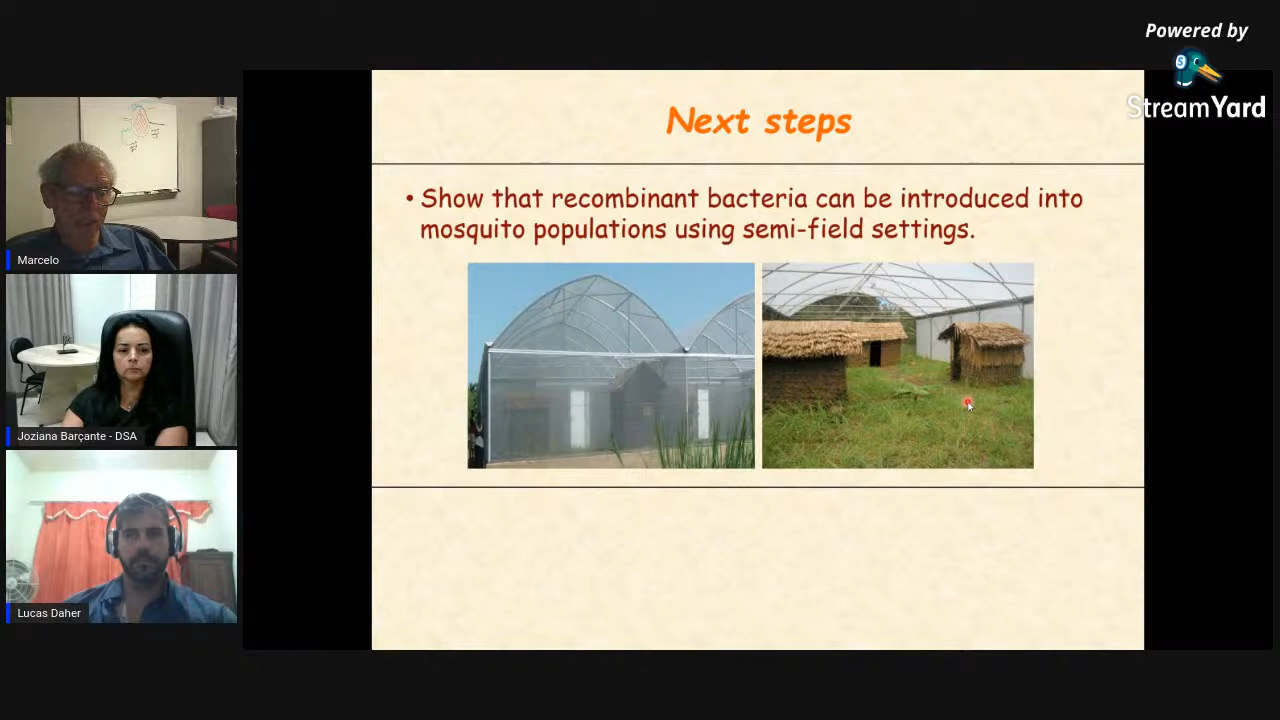 Powered by
StreamYard
Next steps
• Show that recombinant bacteria can be introduced into
mosquito populations using semi-field settings.
Marcelo
Joziana Barçante - DSA
Lucas Daher